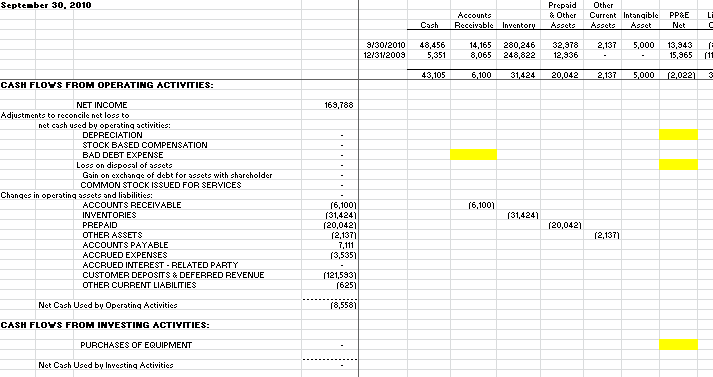 September 30, 2010
Prepaid Other
Accounts & Other Current Intangible PP&E
Cash Receivable Inventory Assets Assets Asset Net
9/30/2010 48,456 14,165 280,246 32,978 2,137 5,000 13,943
12/31/2009 5,351 8,065 248,822 12,936 - - 15,965 (11
43,105 6,100 31,424 20,042 2,137 5,000 (2,022) 3
CASH FLOWS FROM OPERATING ACTIVITIES:
NET INCOME 169,788
Adjustments to reconcile net loss to
net cash used by operating activities:
DEPRECIATION -
STOCK BASED COMPENSATION -
BAD DEBT EXPENSE -
Loss on disposal of assets -
Gain on exchange of debt for assets with shareholder -
COMMON STOCK ISSUED FOR SERVICES -
Changes in operating assets and liabilities:
ACCOUNTS RECEIVABLE (6,100) (6,100)
INVENTORIES (31,424) (31,424)
PREPAID (20,042) (20,042)
OTHER ASSETS (2,137) (2,137)
ACCOUNTS PAYABLE 7,111
ACCRUED EXPENSES (3,535)
ACCRUED INTEREST - RELATED PARTY -
CUSTOMER DEPOSITS & DEFERRED REVENUE (121,593)
OTHER CURRENT LIABILITIES (625)
Net Cash Used by Operating Activities (8,558)
CASH FLOWS FROM INVESTING ACTIVITIES:
PURCHASES OF EQUIPMENT -
Net Cash Used by Investing Activities -